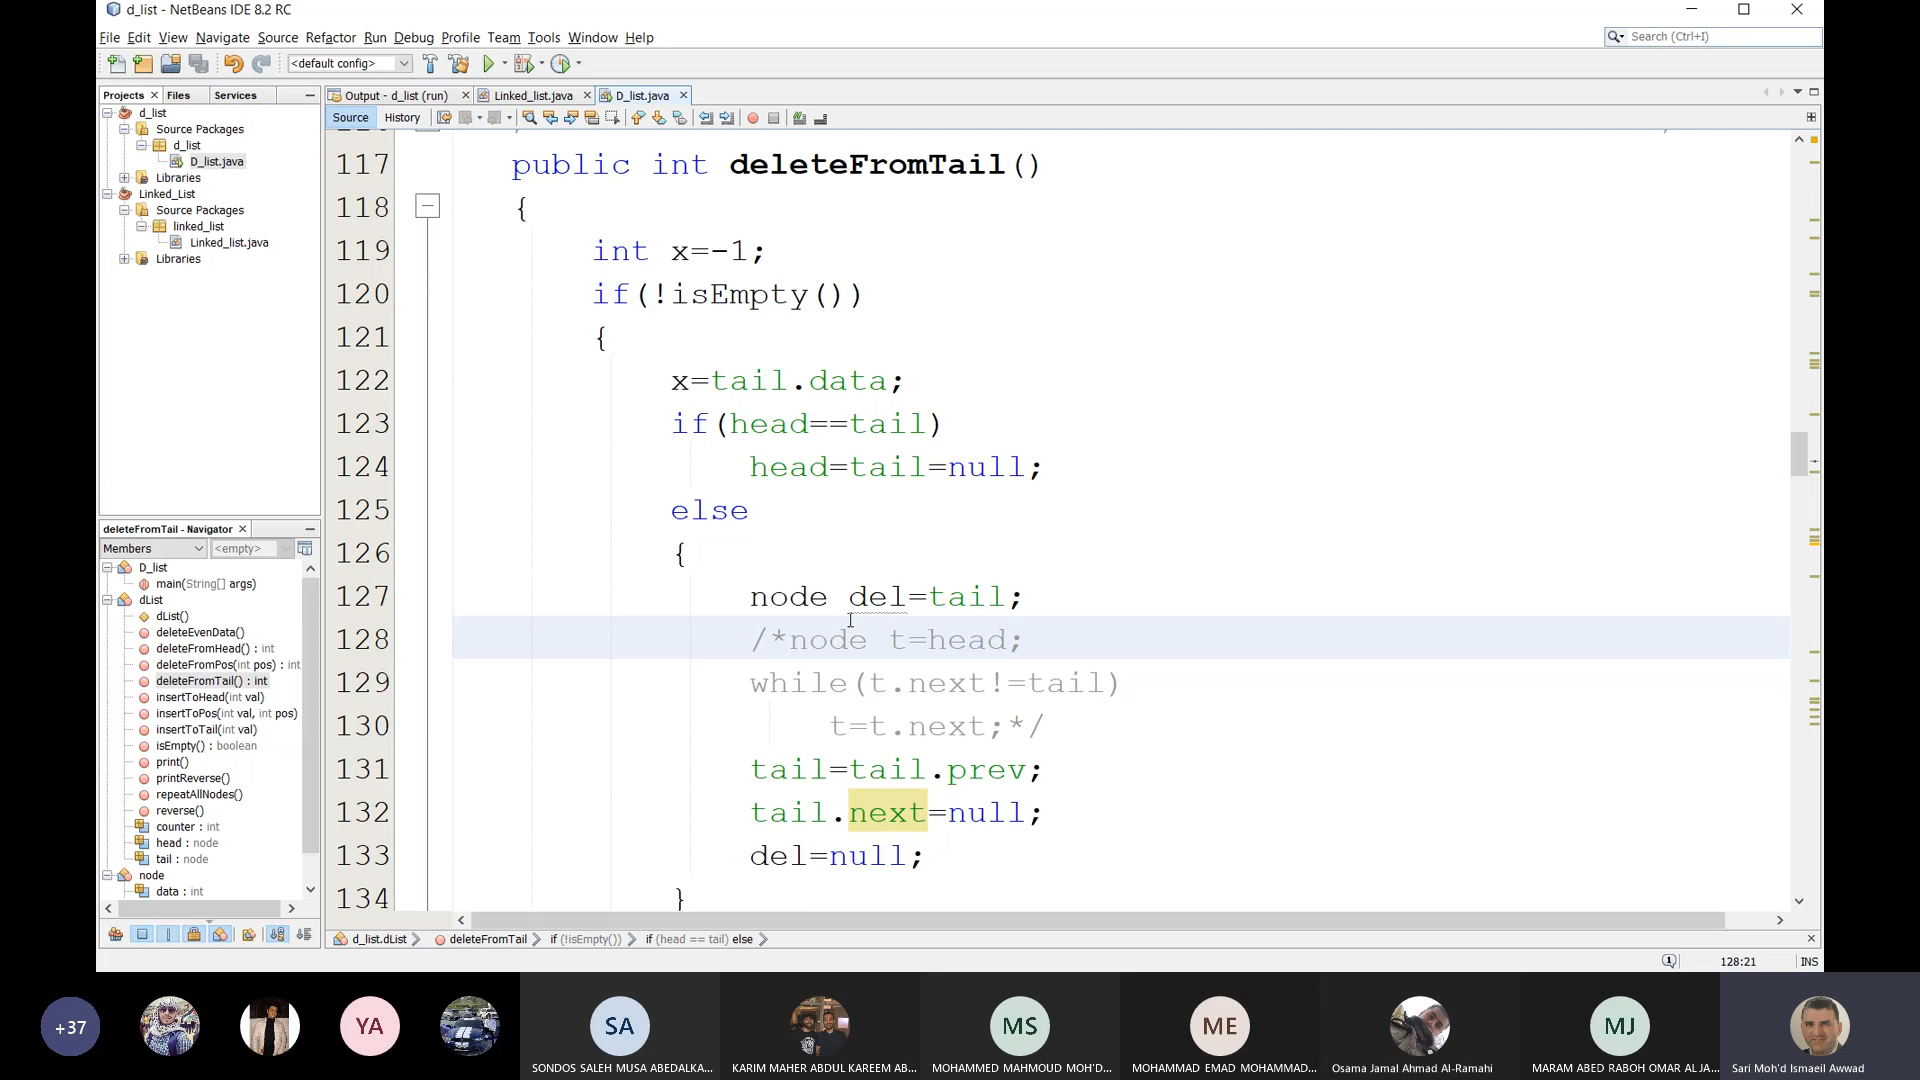 d_list - NetBeans IDE 8.2 RC
File Edit View Navigate Source Refactor Run Debug Profile Team Tools Window Help
Search (Ctrl+I)
<default config>
Projects Files Services
Output - d_list (run) Linked_list.java D_list.java
Source History
d_list
Source Packages
d_list
D_list.java
Libraries
Linked_List
Source Packages
linked_list
Linked_list.java
Libraries
117 public int deleteFromTail()
118 {
119 int x=-1;
120 if(!isEmpty())
121 {
122 x=tail.data;
123 if(head==tail)
124 head=tail=null;
125 else
126 {
127 node del=tail;
128 /*node t=head;
129 while(t.next!=tail)
130 t=t.next;*/
131 tail=tail.prev;
132 tail.next=null;
133 del=null;
134 }
deleteFromTail - Navigator
Members <empty>
D_list
main(String[] args)
dList
dList()
deleteEvenData()
deleteFromHead() : int
deleteFromPos(int pos) : int
deleteFromTail() : int
insertToHead(int val)
insertToPos(int val, int pos)
insertToTail(int val)
isEmpty() : boolean
print()
printReverse()
repeatAllNodes()
reverse()
counter : int
head : node
tail : node
node
data : int
d_list.dList deleteFromTail if (!isEmpty()) if (head == tail) else
128:21 INS
+37
YA
SA
MS
ME
MJ
SONDOS SALEH MUSA ABEDALKA...
KARIM MAHER ABDUL KAREEM AB...
MOHAMMED MAHMOUD MOH'D...
MOHAMMAD EMAD MOHAMMAD...
Osama Jamal Ahmad Al-Ramahi
MARAM ABED RABOH OMAR AL JA...
Sari Moh'd Ismaeil Awwad